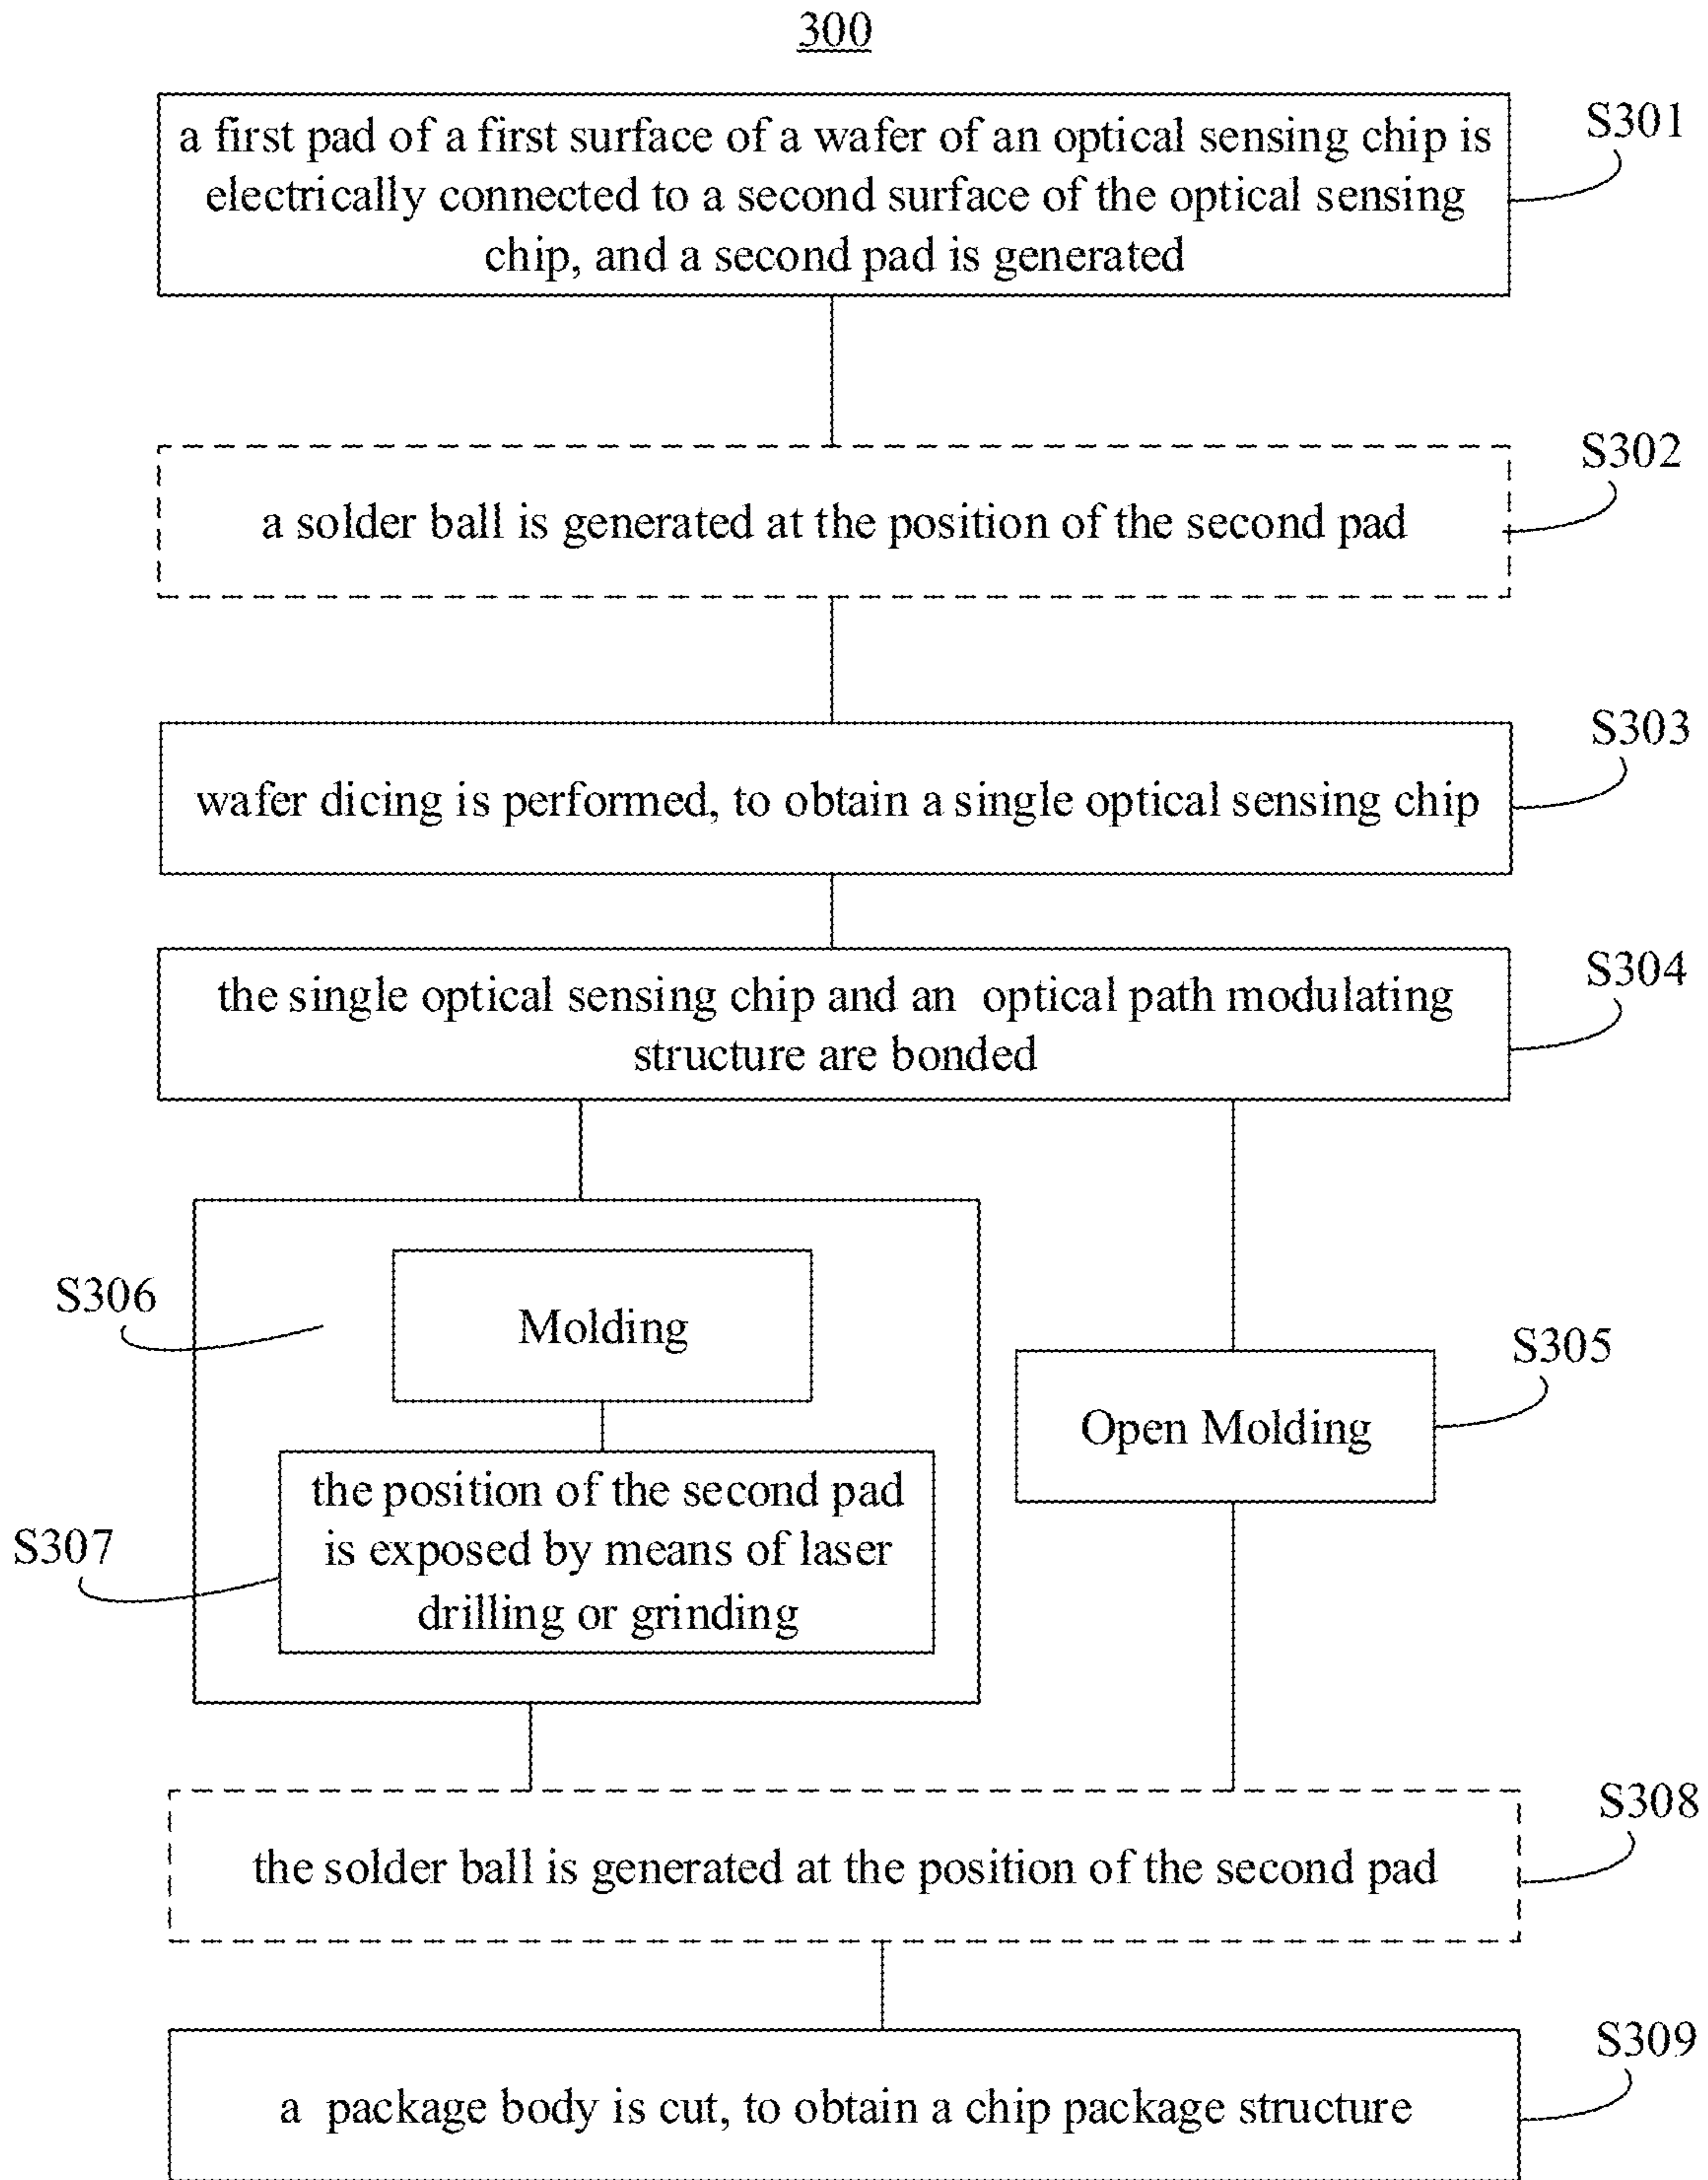 300
a first pad of a first surface of a wafer of an optical sensing chip is
electrically connected to a second surface of the optical sensing
chip, and a second pad is generated
S301
a solder ball is generated at the position of the second pad
S302
wafer dicing is performed, to obtain a single optical sensing chip
S303
the single optical sensing chip and an optical path modulating
structure are bonded
S304
S306
Molding
S307
the position of the second pad
is exposed by means of laser
drilling or grinding
Open Molding
S305
the solder ball is generated at the position of the second pad
S308
a package body is cut, to obtain a chip package structure
S309